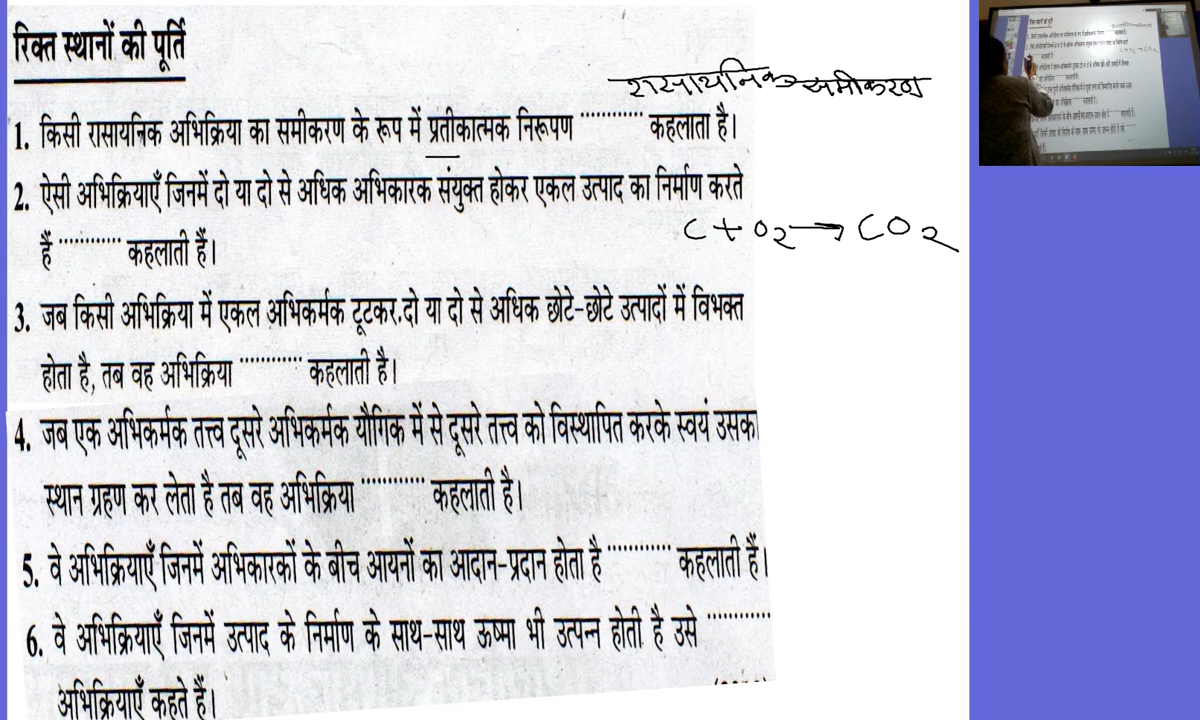 रिक्त स्थानों की पूर्ति
रासायनिक समीकरण
1. किसी रासायनिक अभिक्रिया का समीकरण के रूप में प्रतीकात्मक निरूपण ············ कहलाता है।
2. ऐसी अभिक्रियाएँ जिनमें दो या दो से अधिक अभिकारक संयुक्त होकर एकल उत्पाद का निर्माण करते
C + O2 → CO2
हैं ············ कहलाती हैं।
3. जब किसी अभिक्रिया में एकल अभिकर्मक टूटकर.दो या दो से अधिक छोटे-छोटे उत्पादों में विभक्त
होता है, तब वह अभिक्रिया ············ कहलाती है।
4. जब एक अभिकर्मक तत्त्व दूसरे अभिकर्मक यौगिक में से दूसरे तत्त्व को विस्थापित करके स्वयं उसका
स्थान ग्रहण कर लेता है तब वह अभिक्रिया ············ कहलाती है।
5. वे अभिक्रियाएँ जिनमें अभिकारकों के बीच आयनों का आदान-प्रदान होता है ············ कहलाती हैं।
6. वे अभिक्रियाएँ जिनमें उत्पाद के निर्माण के साथ-साथ ऊष्मा भी उत्पन्न होती है उसे ············
अभिक्रियाएँ कहते हैं।